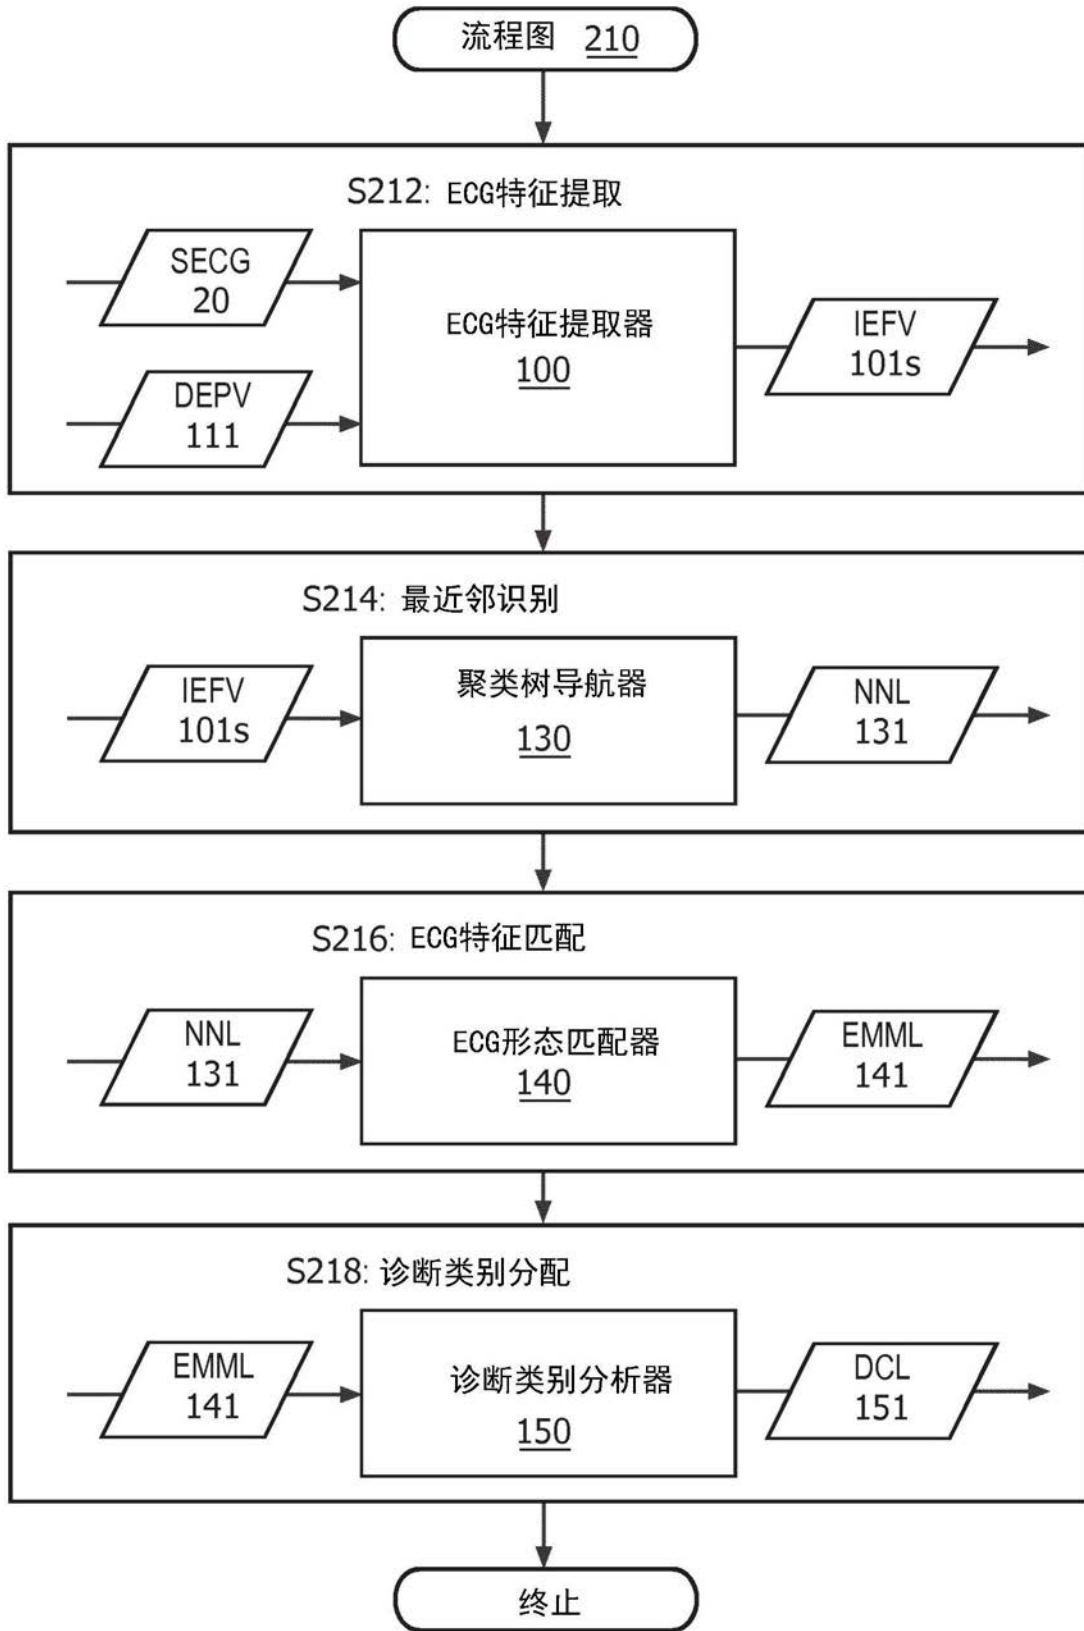 流程图 210
S212: ECG特征提取
SECG
20
DEPV
111
ECG特征提取器
100
IEFV
101s
S214: 最近邻识别
IEFV
101s
聚类树导航器
130
NNL
131
S216: ECG特征匹配
NNL
131
ECG形态匹配器
140
EMML
141
S218: 诊断类别分配
EMML
141
诊断类别分析器
150
DCL
151
终止